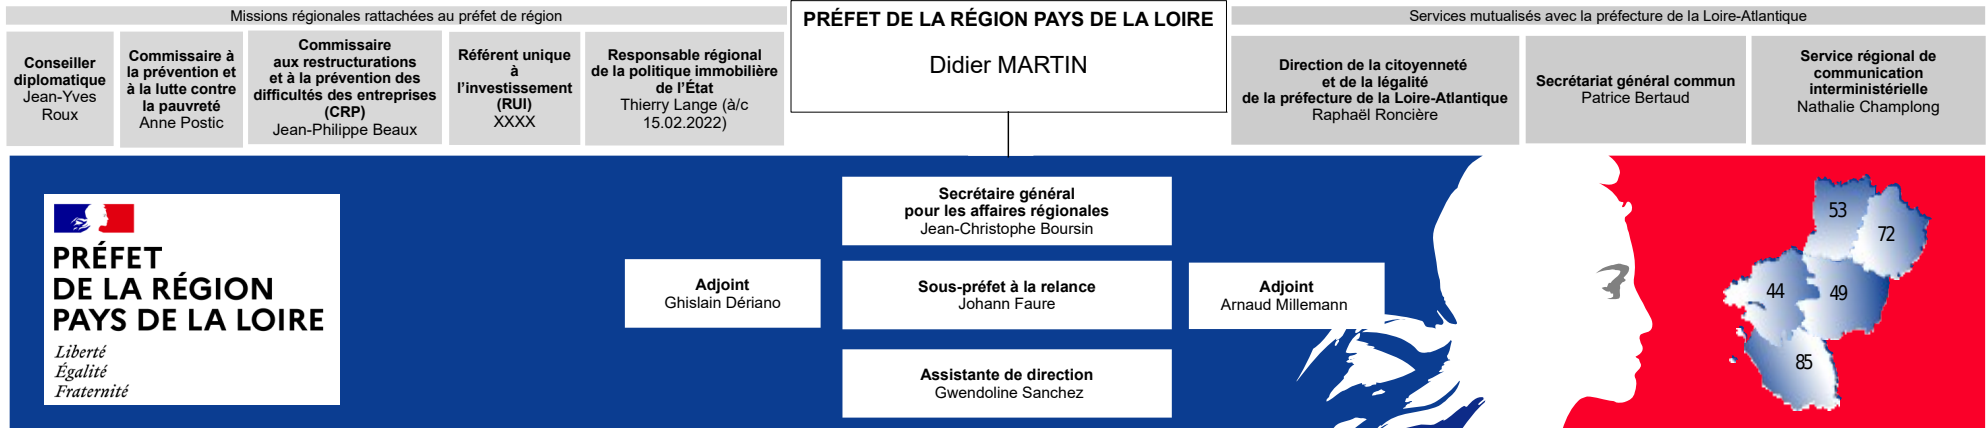 Missions régionales rattachées au préfet de région
Conseiller
diplomatique
Jean-Yves
Roux
Commissaire à
la prévention et
à la lutte contre
la pauvreté
Anne Postic
Commissaire
aux restructurations
et à la prévention des
difficultés des entreprises
(CRP)
Jean-Philippe Beaux
Référent unique
à
l'investissement
(RUI)
XXXX
Responsable régional
de la politique immobilière
de l'État
Thierry Lange (à/c
15.02.2022)
PRÉFET DE LA RÉGION PAYS DE LA LOIRE
Didier MARTIN
Services mutualisés avec la préfecture de la Loire-Atlantique
Direction de la citoyenneté
et de la légalité
de la préfecture de la Loire-Atlantique
Raphaël Roncière
Secrétariat général commun
Patrice Bertaud
Service régional de
communication
interministérielle
Nathalie Champlong
PRÉFET
DE LA RÉGION
PAYS DE LA LOIRE
Liberté
Égalité
Fraternité
Secrétaire général
pour les affaires régionales
Jean-Christophe Boursin
Adjoint
Ghislain Dériano
Sous-préfet à la relance
Johann Faure
Adjoint
Arnaud Millemann
Assistante de direction
Gwendoline Sanchez
53
72
44
49
85